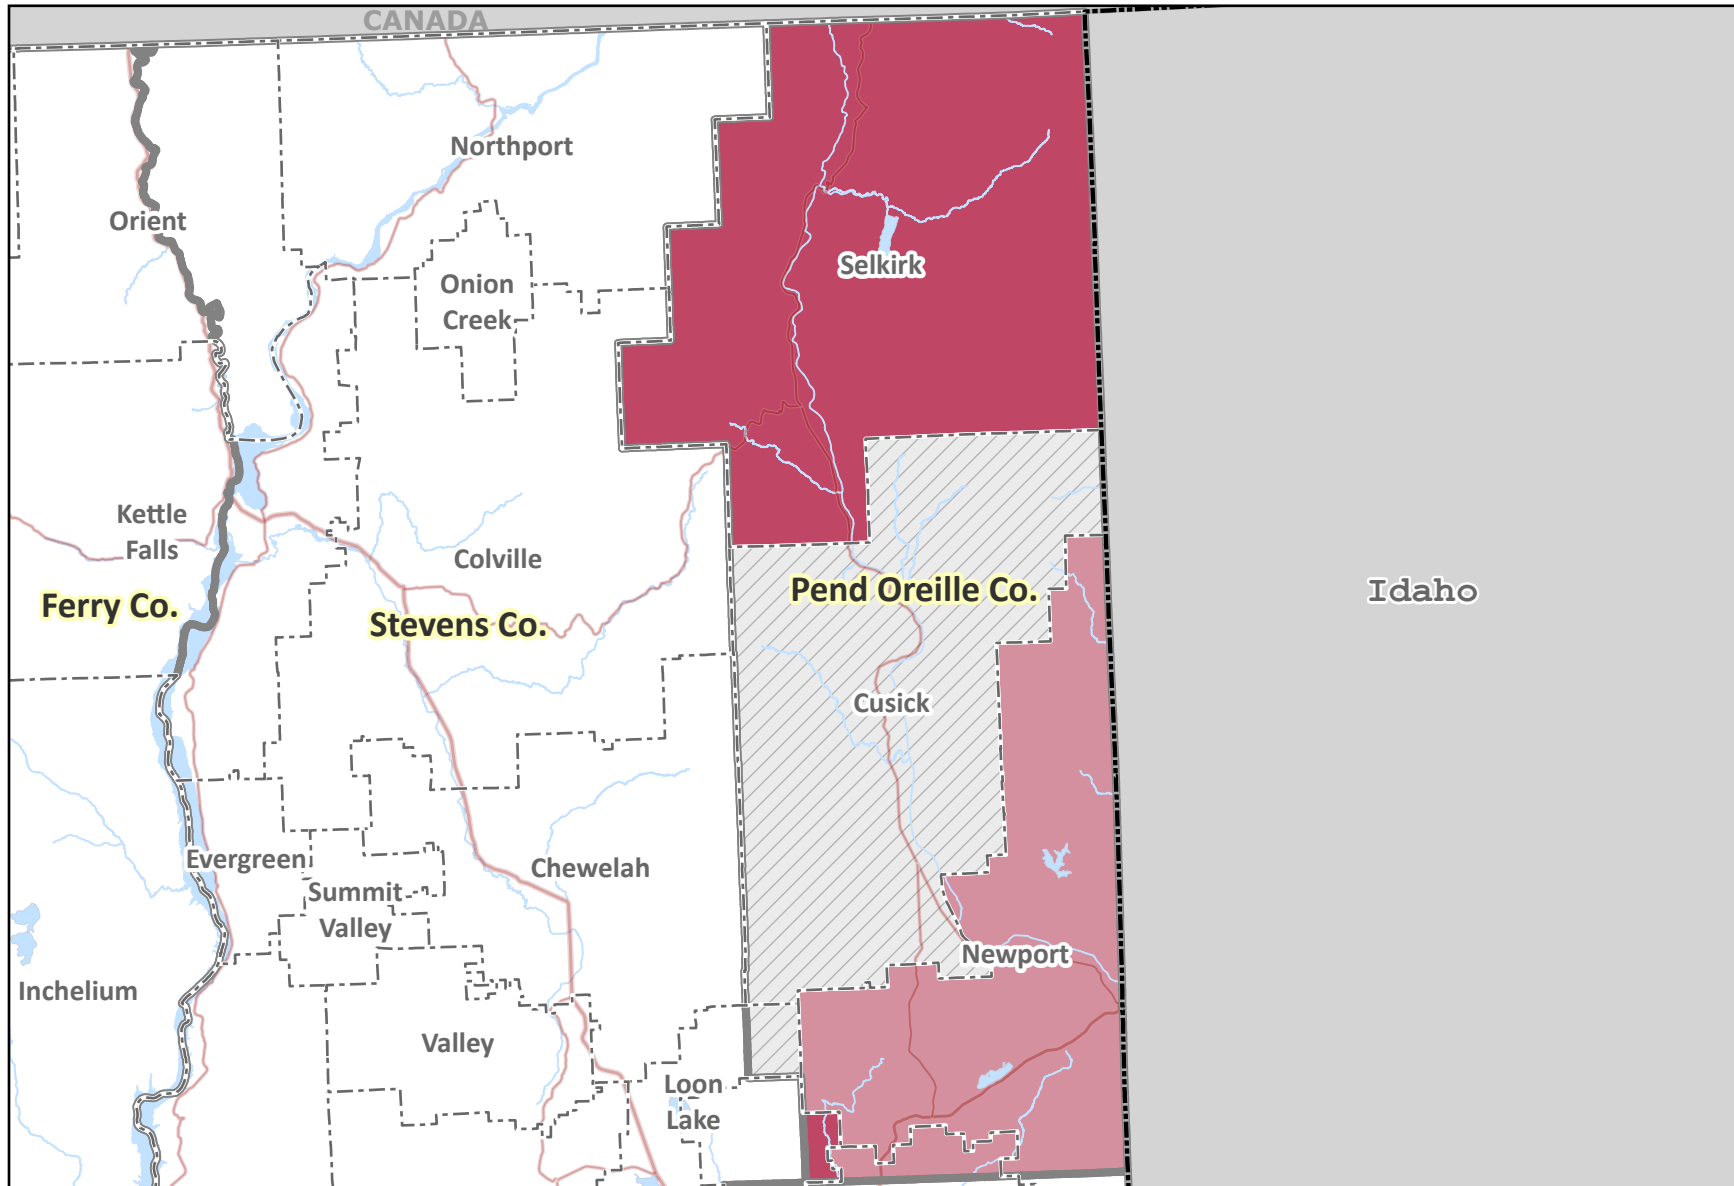 CANADA
Northport
Orient
Selkirk
Onion
Creek
Kettle
Falls
Colville
Pend Oreille Co.
Idaho
Ferry Co.
Stevens Co.
Cusick
Evergreen
Chewelah
Summit
Valley
Newport
Inchelium
Valley
Loon
Lake